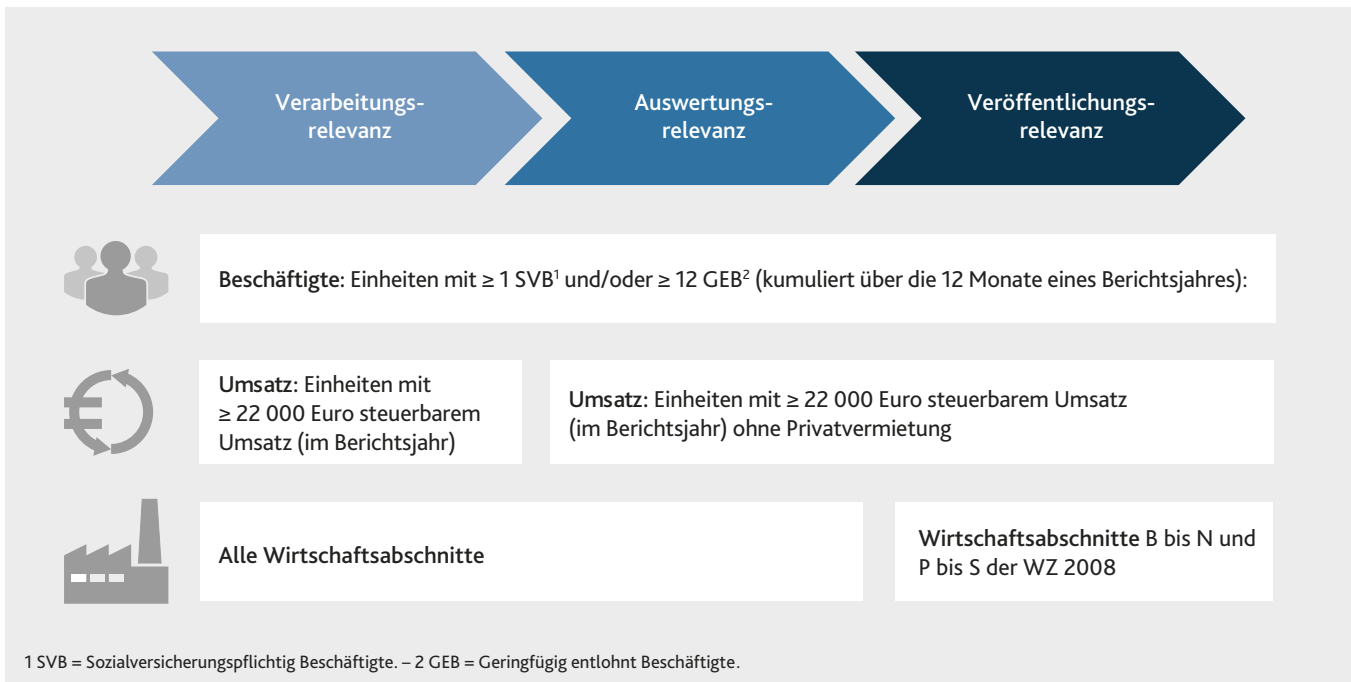 Verarbeitungs-
relevanz
Auswertungs-
relevanz
Veröffentlichungs-
relevanz
Beschäftigte: Einheiten mit ≥ 1 SVB¹ und/oder ≥ 12 GEB² (kumuliert über die 12 Monate eines Berichtsjahres):
Umsatz: Einheiten mit
≥ 22 000 Euro steuerbarem
Umsatz (im Berichtsjahr)
Umsatz: Einheiten mit ≥ 22 000 Euro steuerbarem Umsatz
(im Berichtsjahr) ohne Privatvermietung
Alle Wirtschaftsabschnitte
Wirtschaftsabschnitte B bis N und
P bis S der WZ 2008
1 SVB = Sozialversicherungspflichtig Beschäftigte. – 2 GEB = Geringfügig entlohnt Beschäftigte.